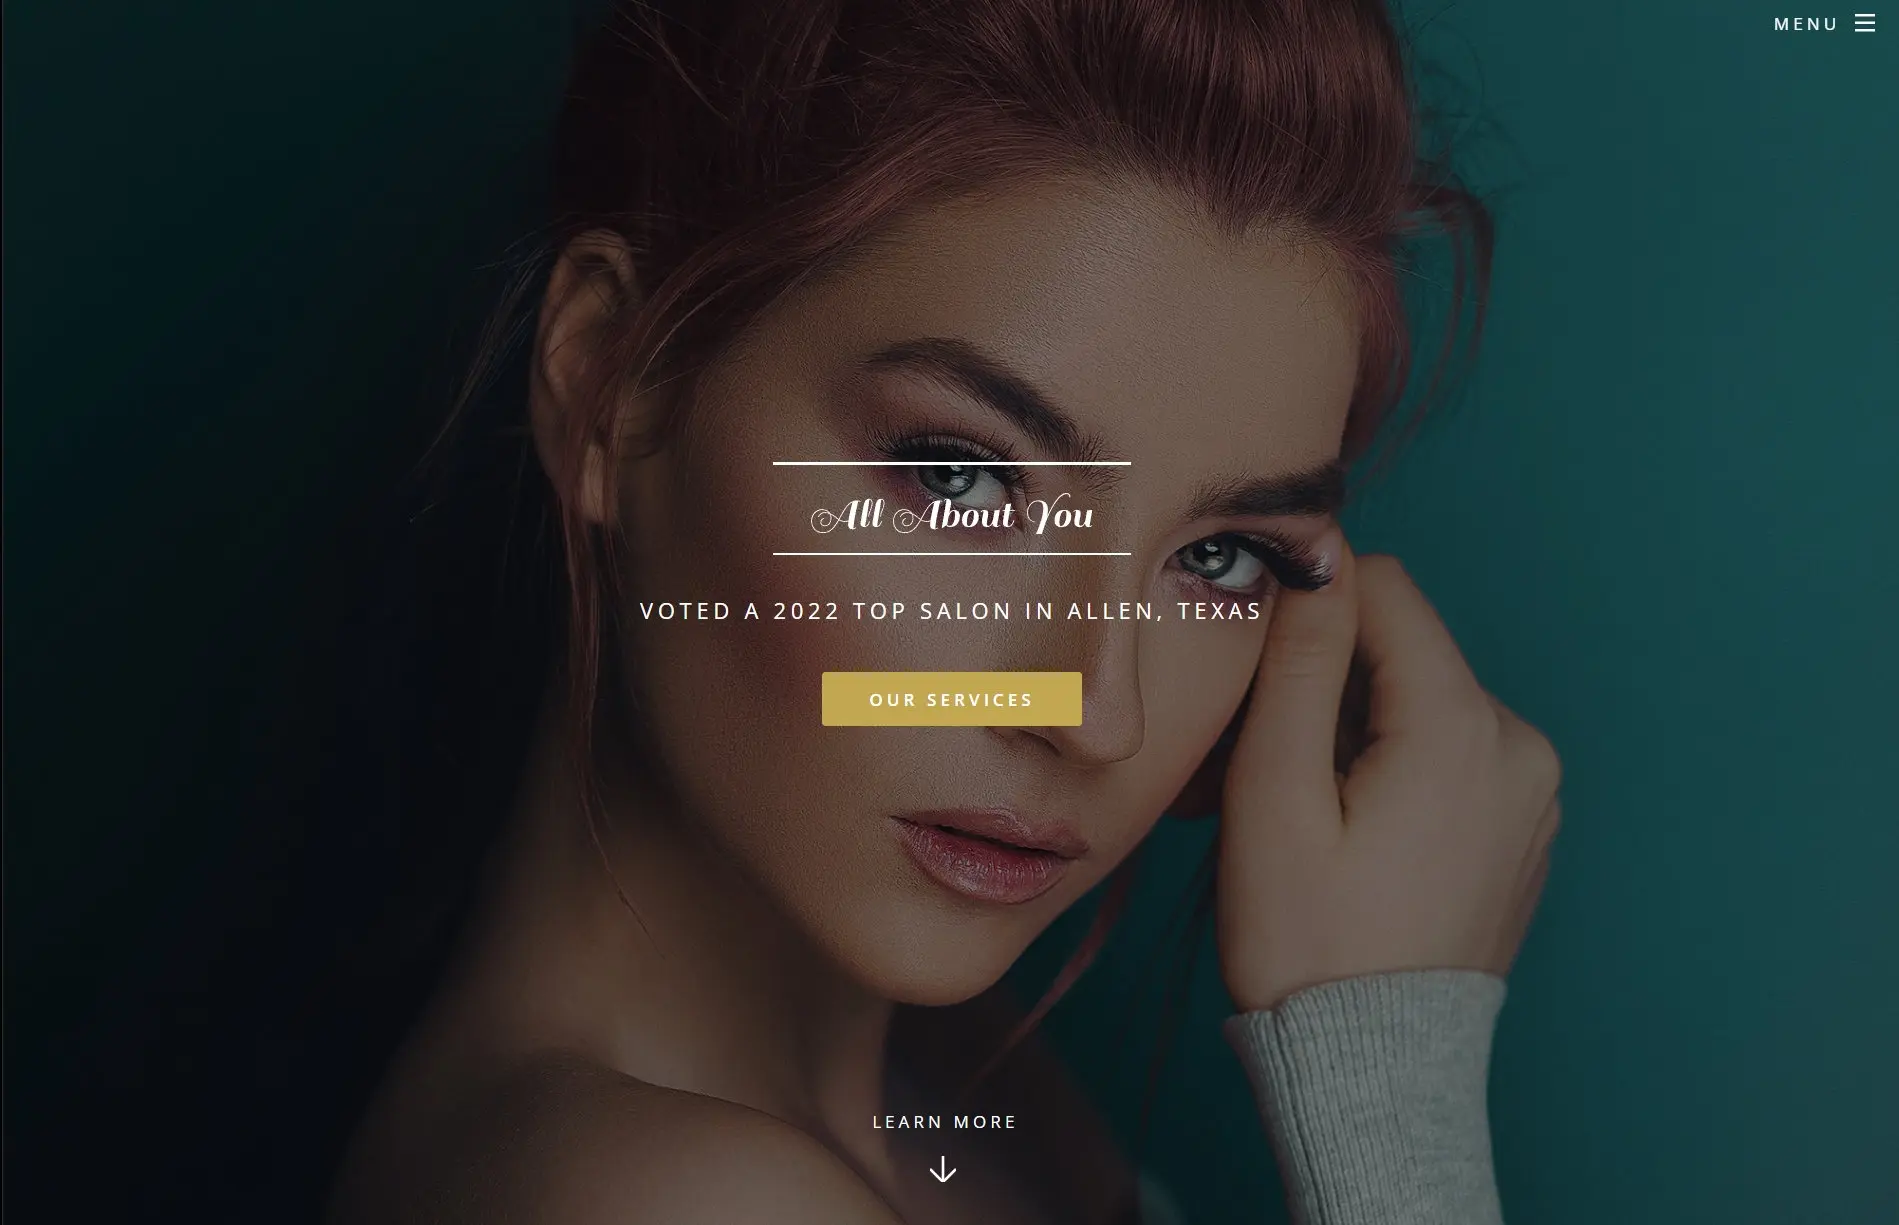 MENU
All About You
VOTED A 2022 TOP SALON IN ALLEN, TEXAS
OUR SERVICES
LEARN MORE